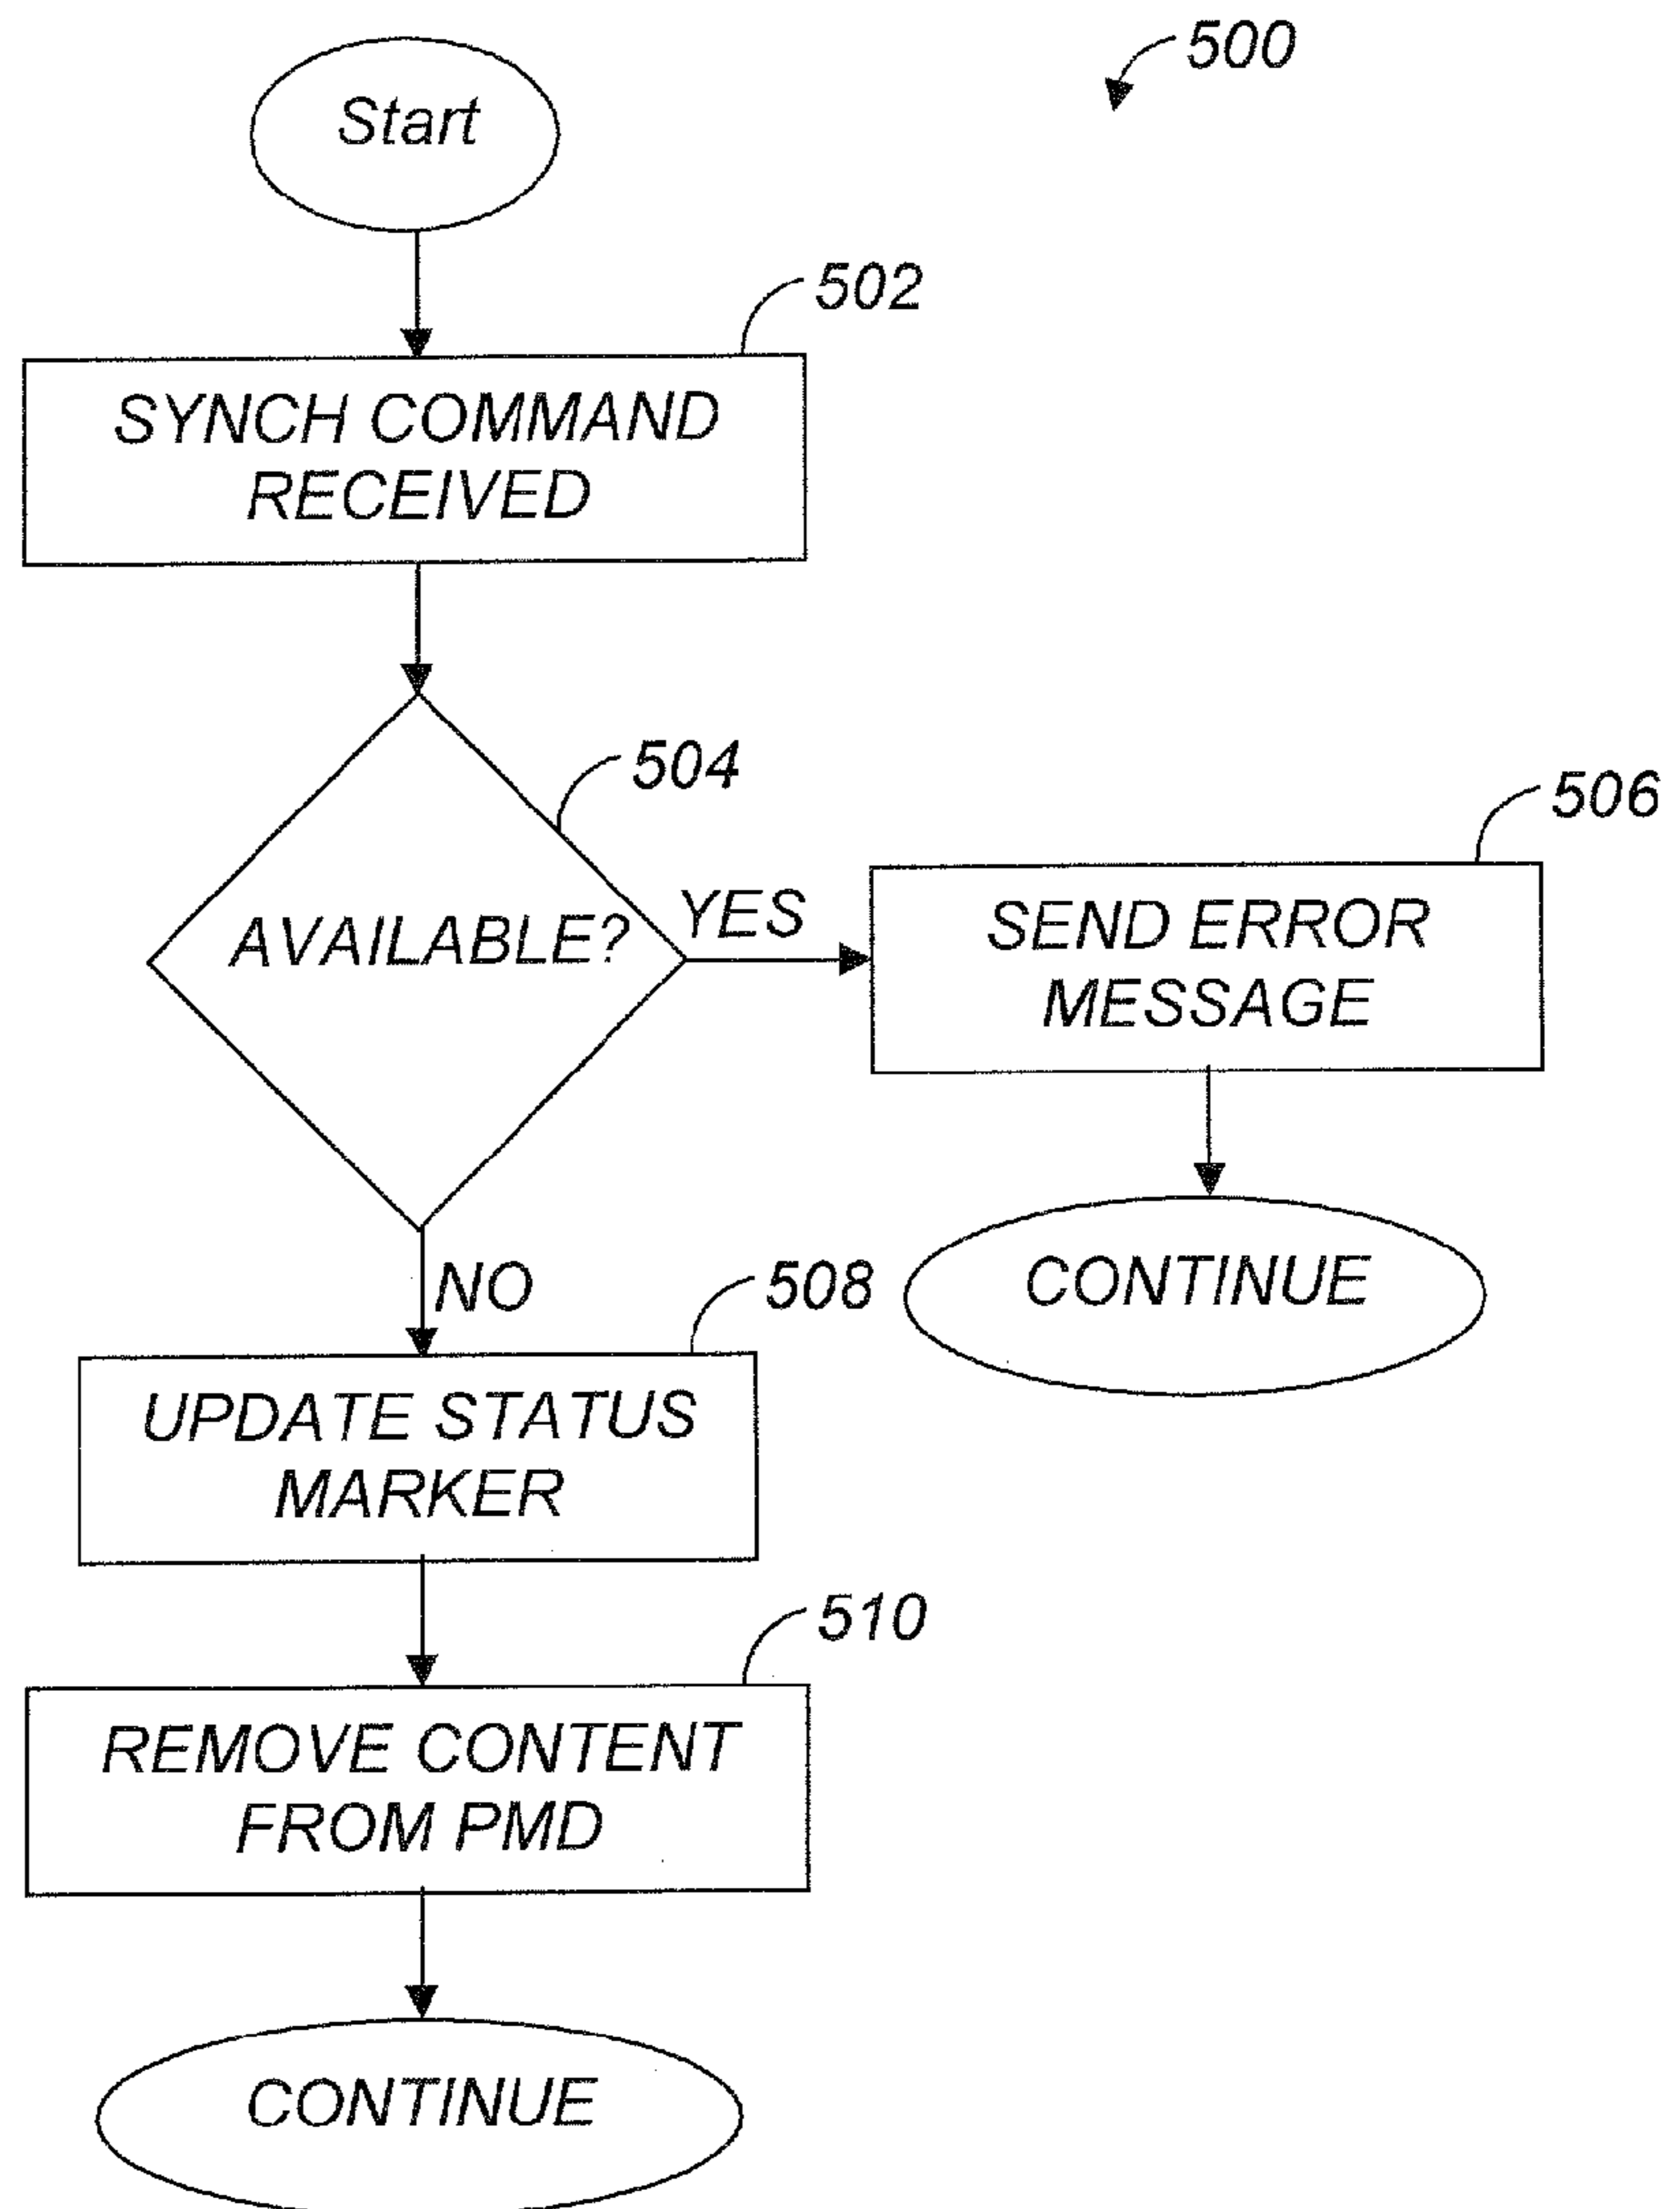 500
Start
502
SYNCH COMMAND
RECEIVED
504
AVAILABLE?
YES
506
SEND ERROR
MESSAGE
CONTINUE
NO
508
UPDATE STATUS
MARKER
510
REMOVE CONTENT
FROM PMD
CONTINUE